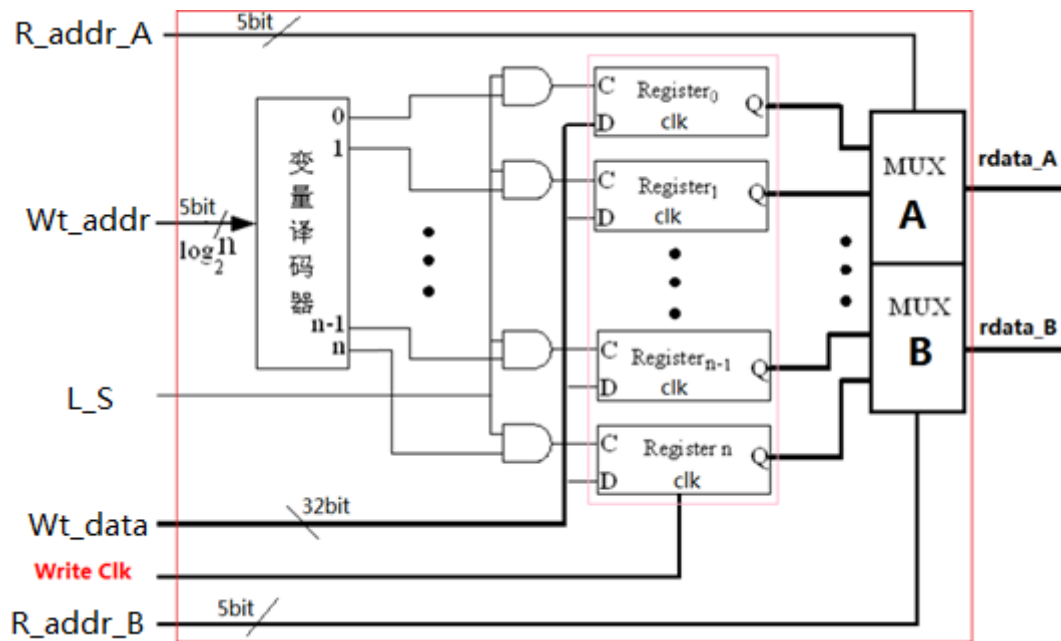 R_addr_A
5bit
Wt_addr
5bit
log2n
变量译码器
0
1
n-1
n
L_S
Wt_data
32bit
Write Clk
R_addr_B
5bit
C
Register0
Q
D
clk
C
Register1
Q
D
clk
C
Registern-1
Q
D
clk
C
Register n
Q
D
clk
MUX
A
MUX
B
rdata_A
rdata_B